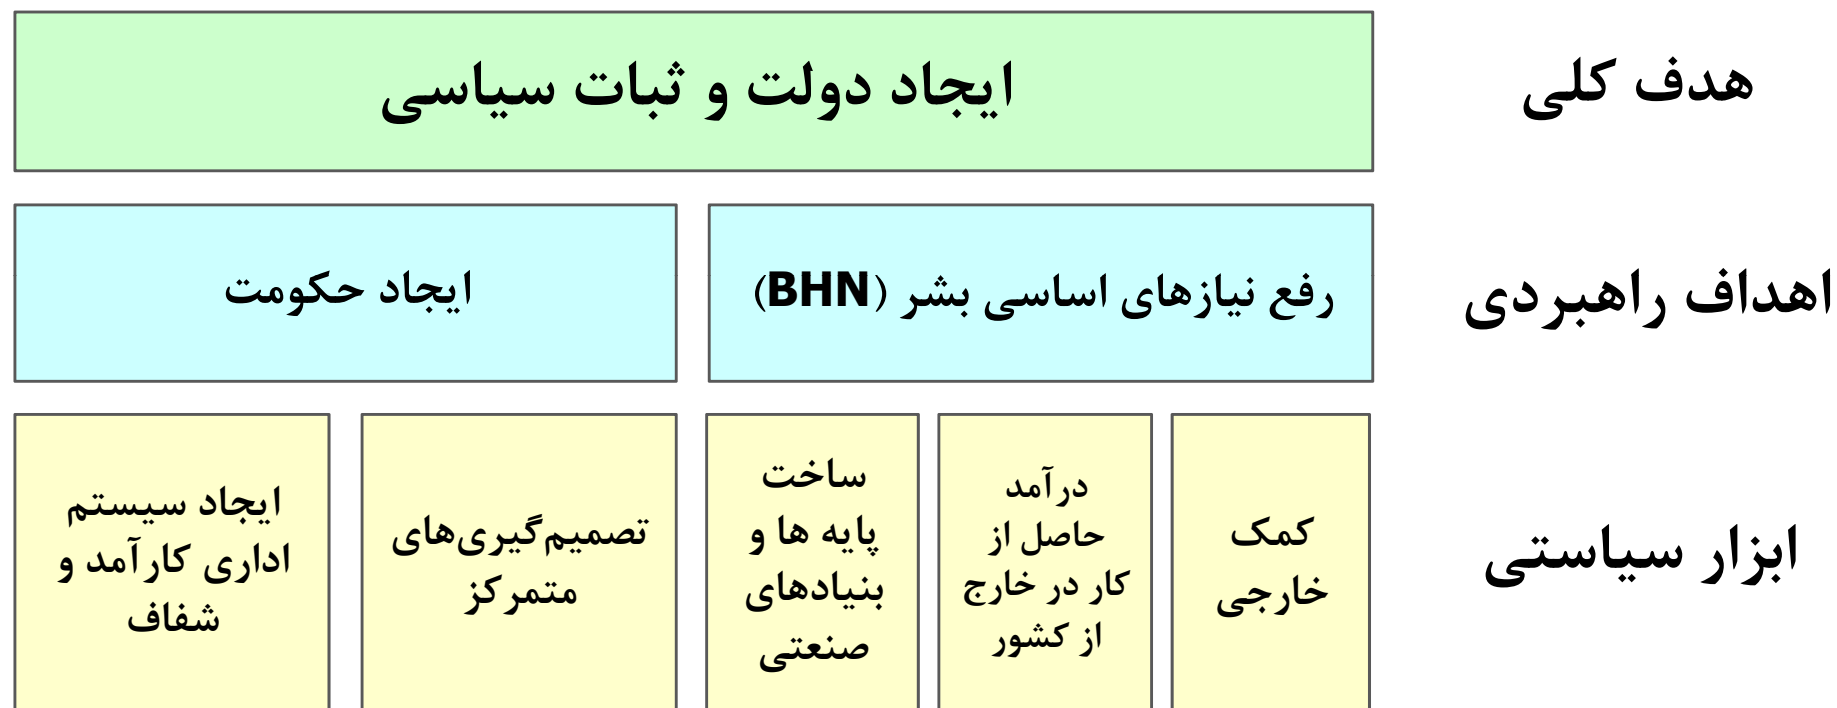 هدف کلی
ایجاد دولت و ثبات سیاسی
اهداف راهبردی
رفع نیازهای اساسی بشر (BHN)
ایجاد حکومت
ابزار سیاستی
کمک
خارجی
درآمد
حاصل از
کار در خارج
از کشور
ساخت
پایه ها و
بنیادهای
صنعتی
تصمیم‌گیری‌های
متمرکز
ایجاد سیستم
اداری کارآمد و
شفاف